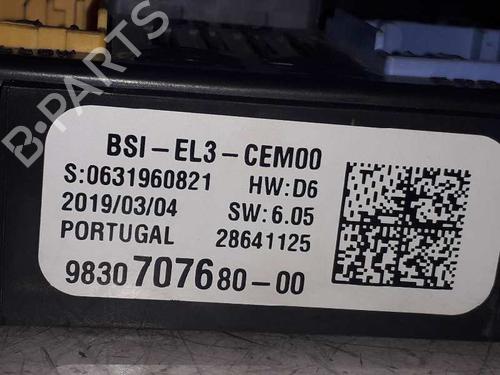 B-PARTS
BSI-EL3-CEM00
S:0631960821 HW:D6
2019/03/04 SW:6.05
PORTUGAL 28641125
9830707680-00